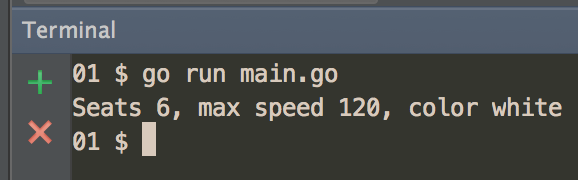 Terminal
01 $ go run main.go
Seats 6, max speed 120, color white
01 $